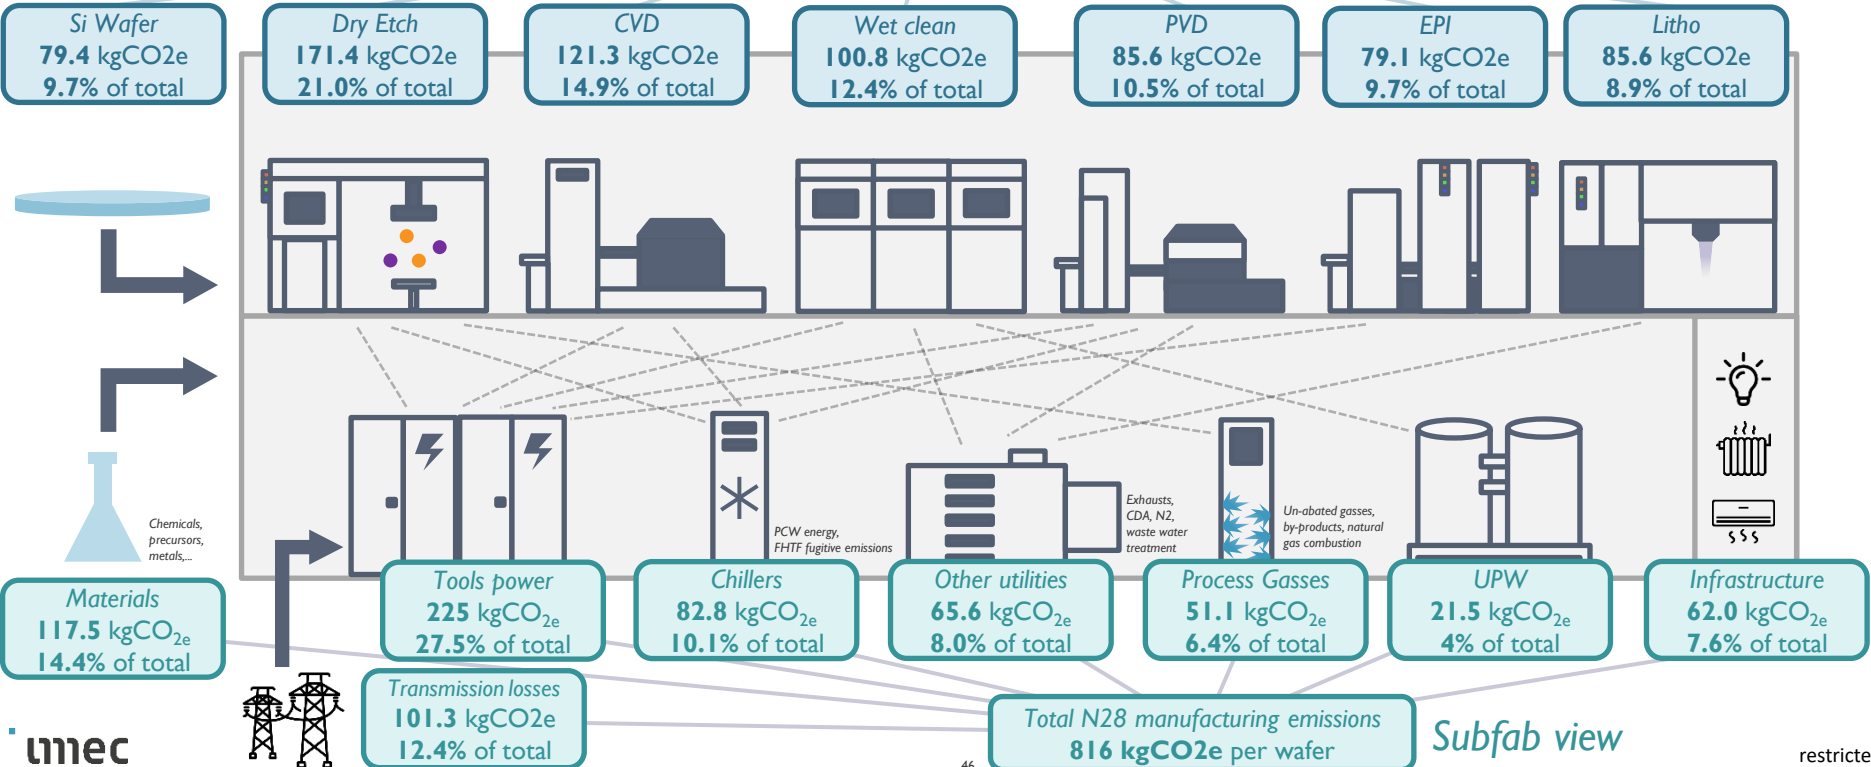 Si Wafer
79.4 kgCO2e
9.7% of total
Dry Etch
171.4 kgCO2e
21.0% of total
CVD
121.3 kgCO2e
14.9% of total
Wet clean
100.8 kgCO2e
12.4% of total
PVD
85.6 kgCO2e
10.5% of total
EPI
79.1 kgCO2e
9.7% of total
Litho
85.6 kgCO2e
8.9% of total
Chemicals,
precursors,
metals,...
PCW energy,
FHTF fugitive emissions
Exhausts,
CDA, N2,
waste water
treatment
Un-abated gasses,
by-products, natural
gas combustion
Materials
117.5 kgCO2e
14.4% of total
Tools power
225 kgCO2e
27.5% of total
Chillers
82.8 kgCO2e
10.1% of total
Other utilities
65.6 kgCO2e
8.0% of total
Process Gasses
51.1 kgCO2e
6.4% of total
UPW
21.5 kgCO2e
4% of total
Infrastructure
62.0 kgCO2e
7.6% of total
Transmission losses
101.3 kgCO2e
12.4% of total
Total N28 manufacturing emissions
816 kgCO2e per wafer
Subfab view
imec
46
restricte